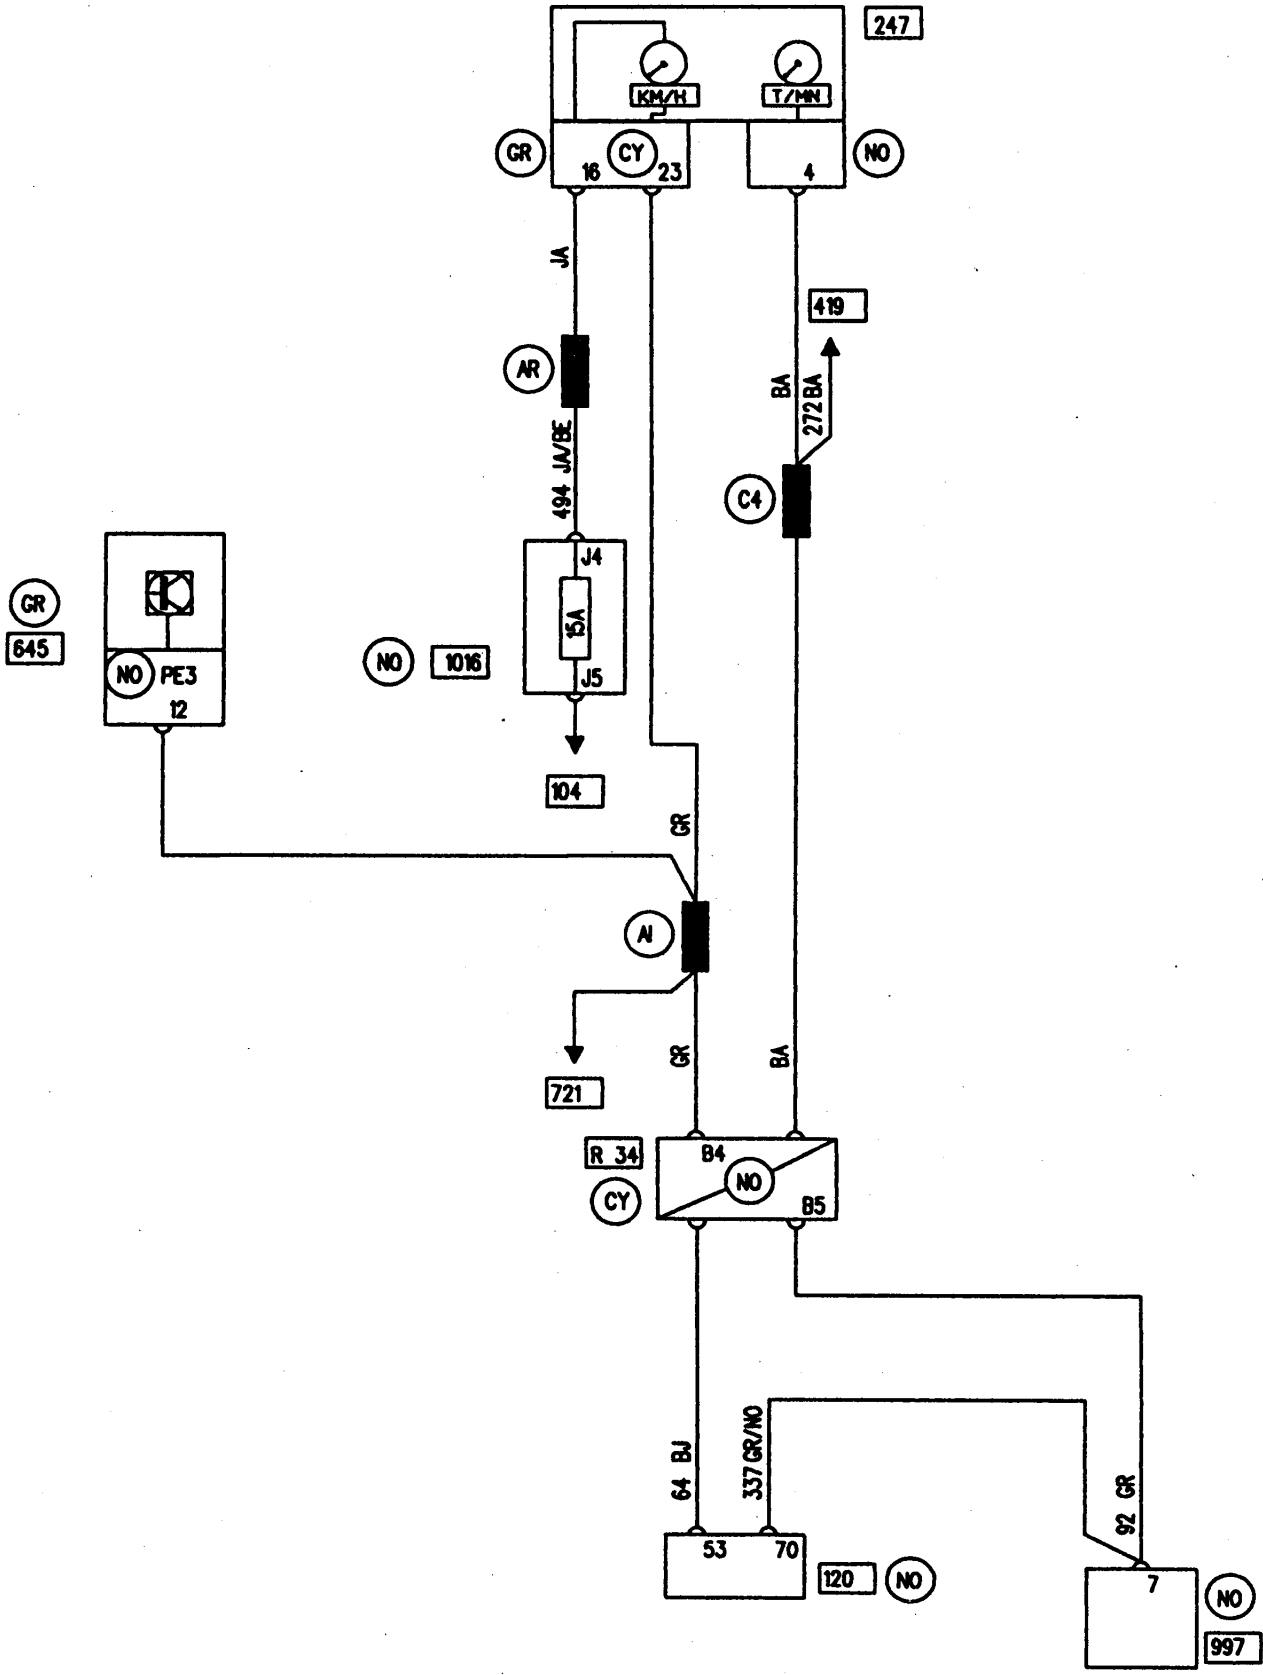 247
KM/H
T/MN
GR
CY
NO
16
23
4
JA
419
AR
BA
272 BA
494 JA/BE
C4
J4
GR
15A
645
NO
1016
NO
PE3
J5
12
104
GR
AI
GR
BA
721
R 34
B4
NO
CY
B5
64 BJ
337 GR/NO
92 GR
53
70
120
NO
7
NO
997